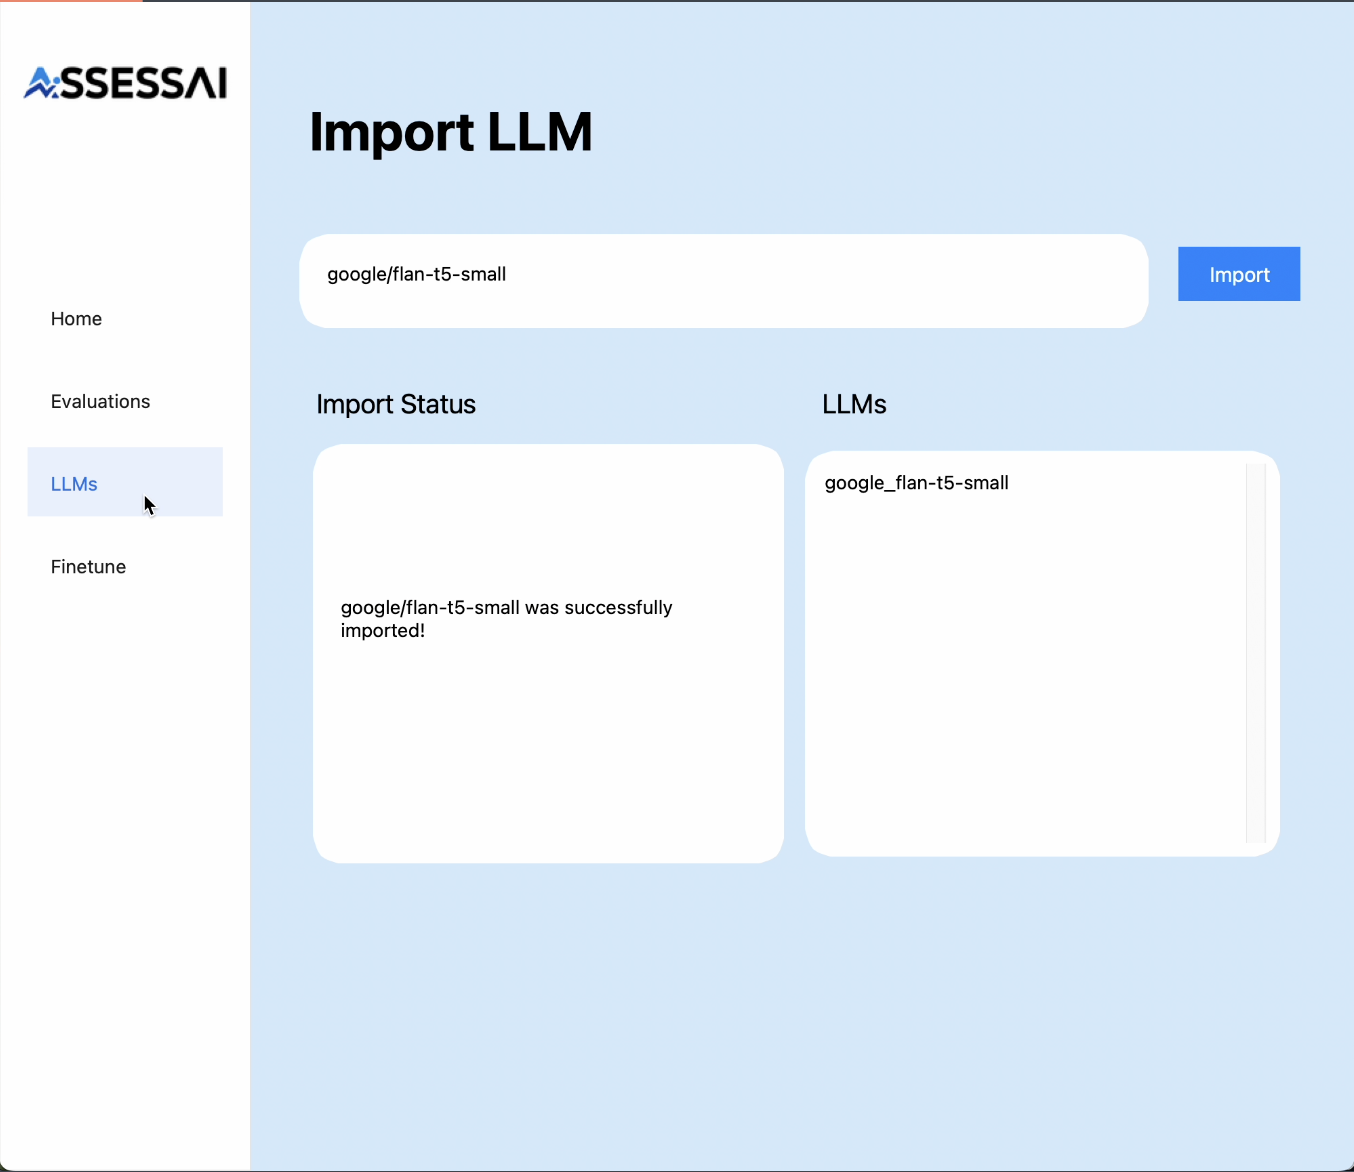 ASSESSAI
Import LLM
google/flan-t5-small
Import
Home
Evaluations
LLMs
Finetune
Import Status
google/flan-t5-small was successfully
imported!
LLMs
google_flan-t5-small